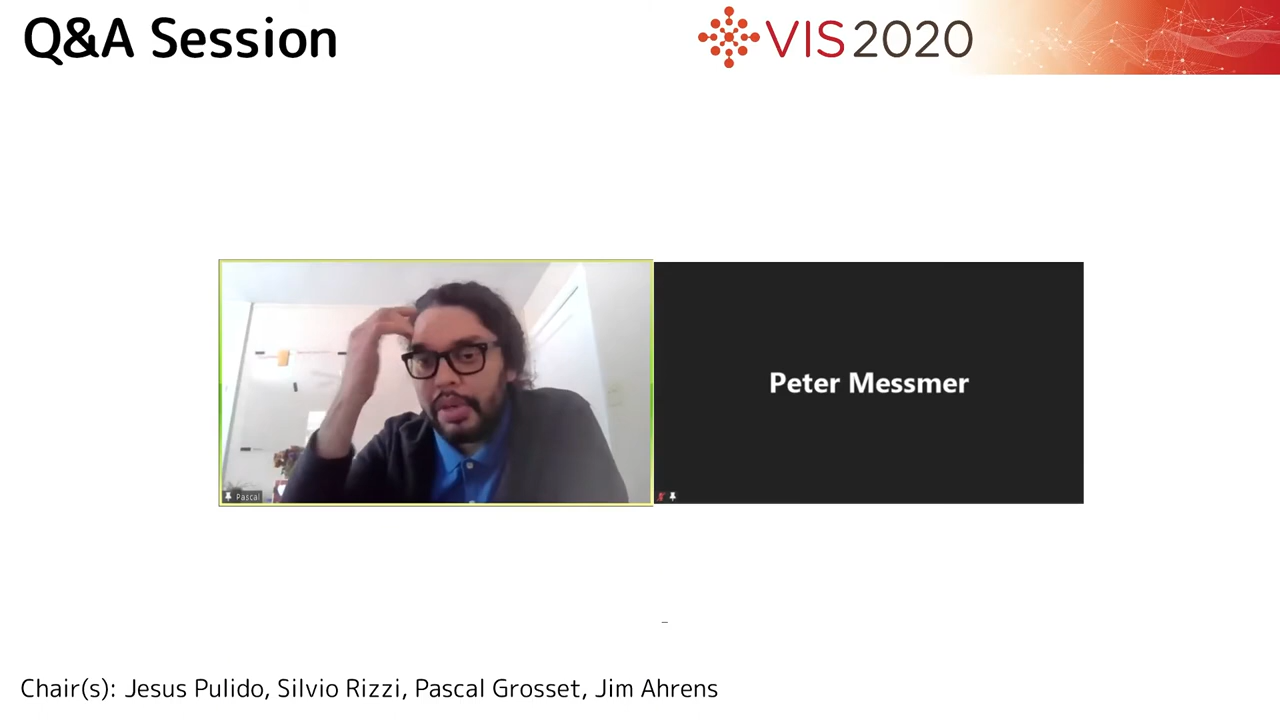 Q&A Session
VIS2020
Peter Messmer
Pascal
Chair(s): Jesus Pulido, Silvio Rizzi, Pascal Grosset, Jim Ahrens